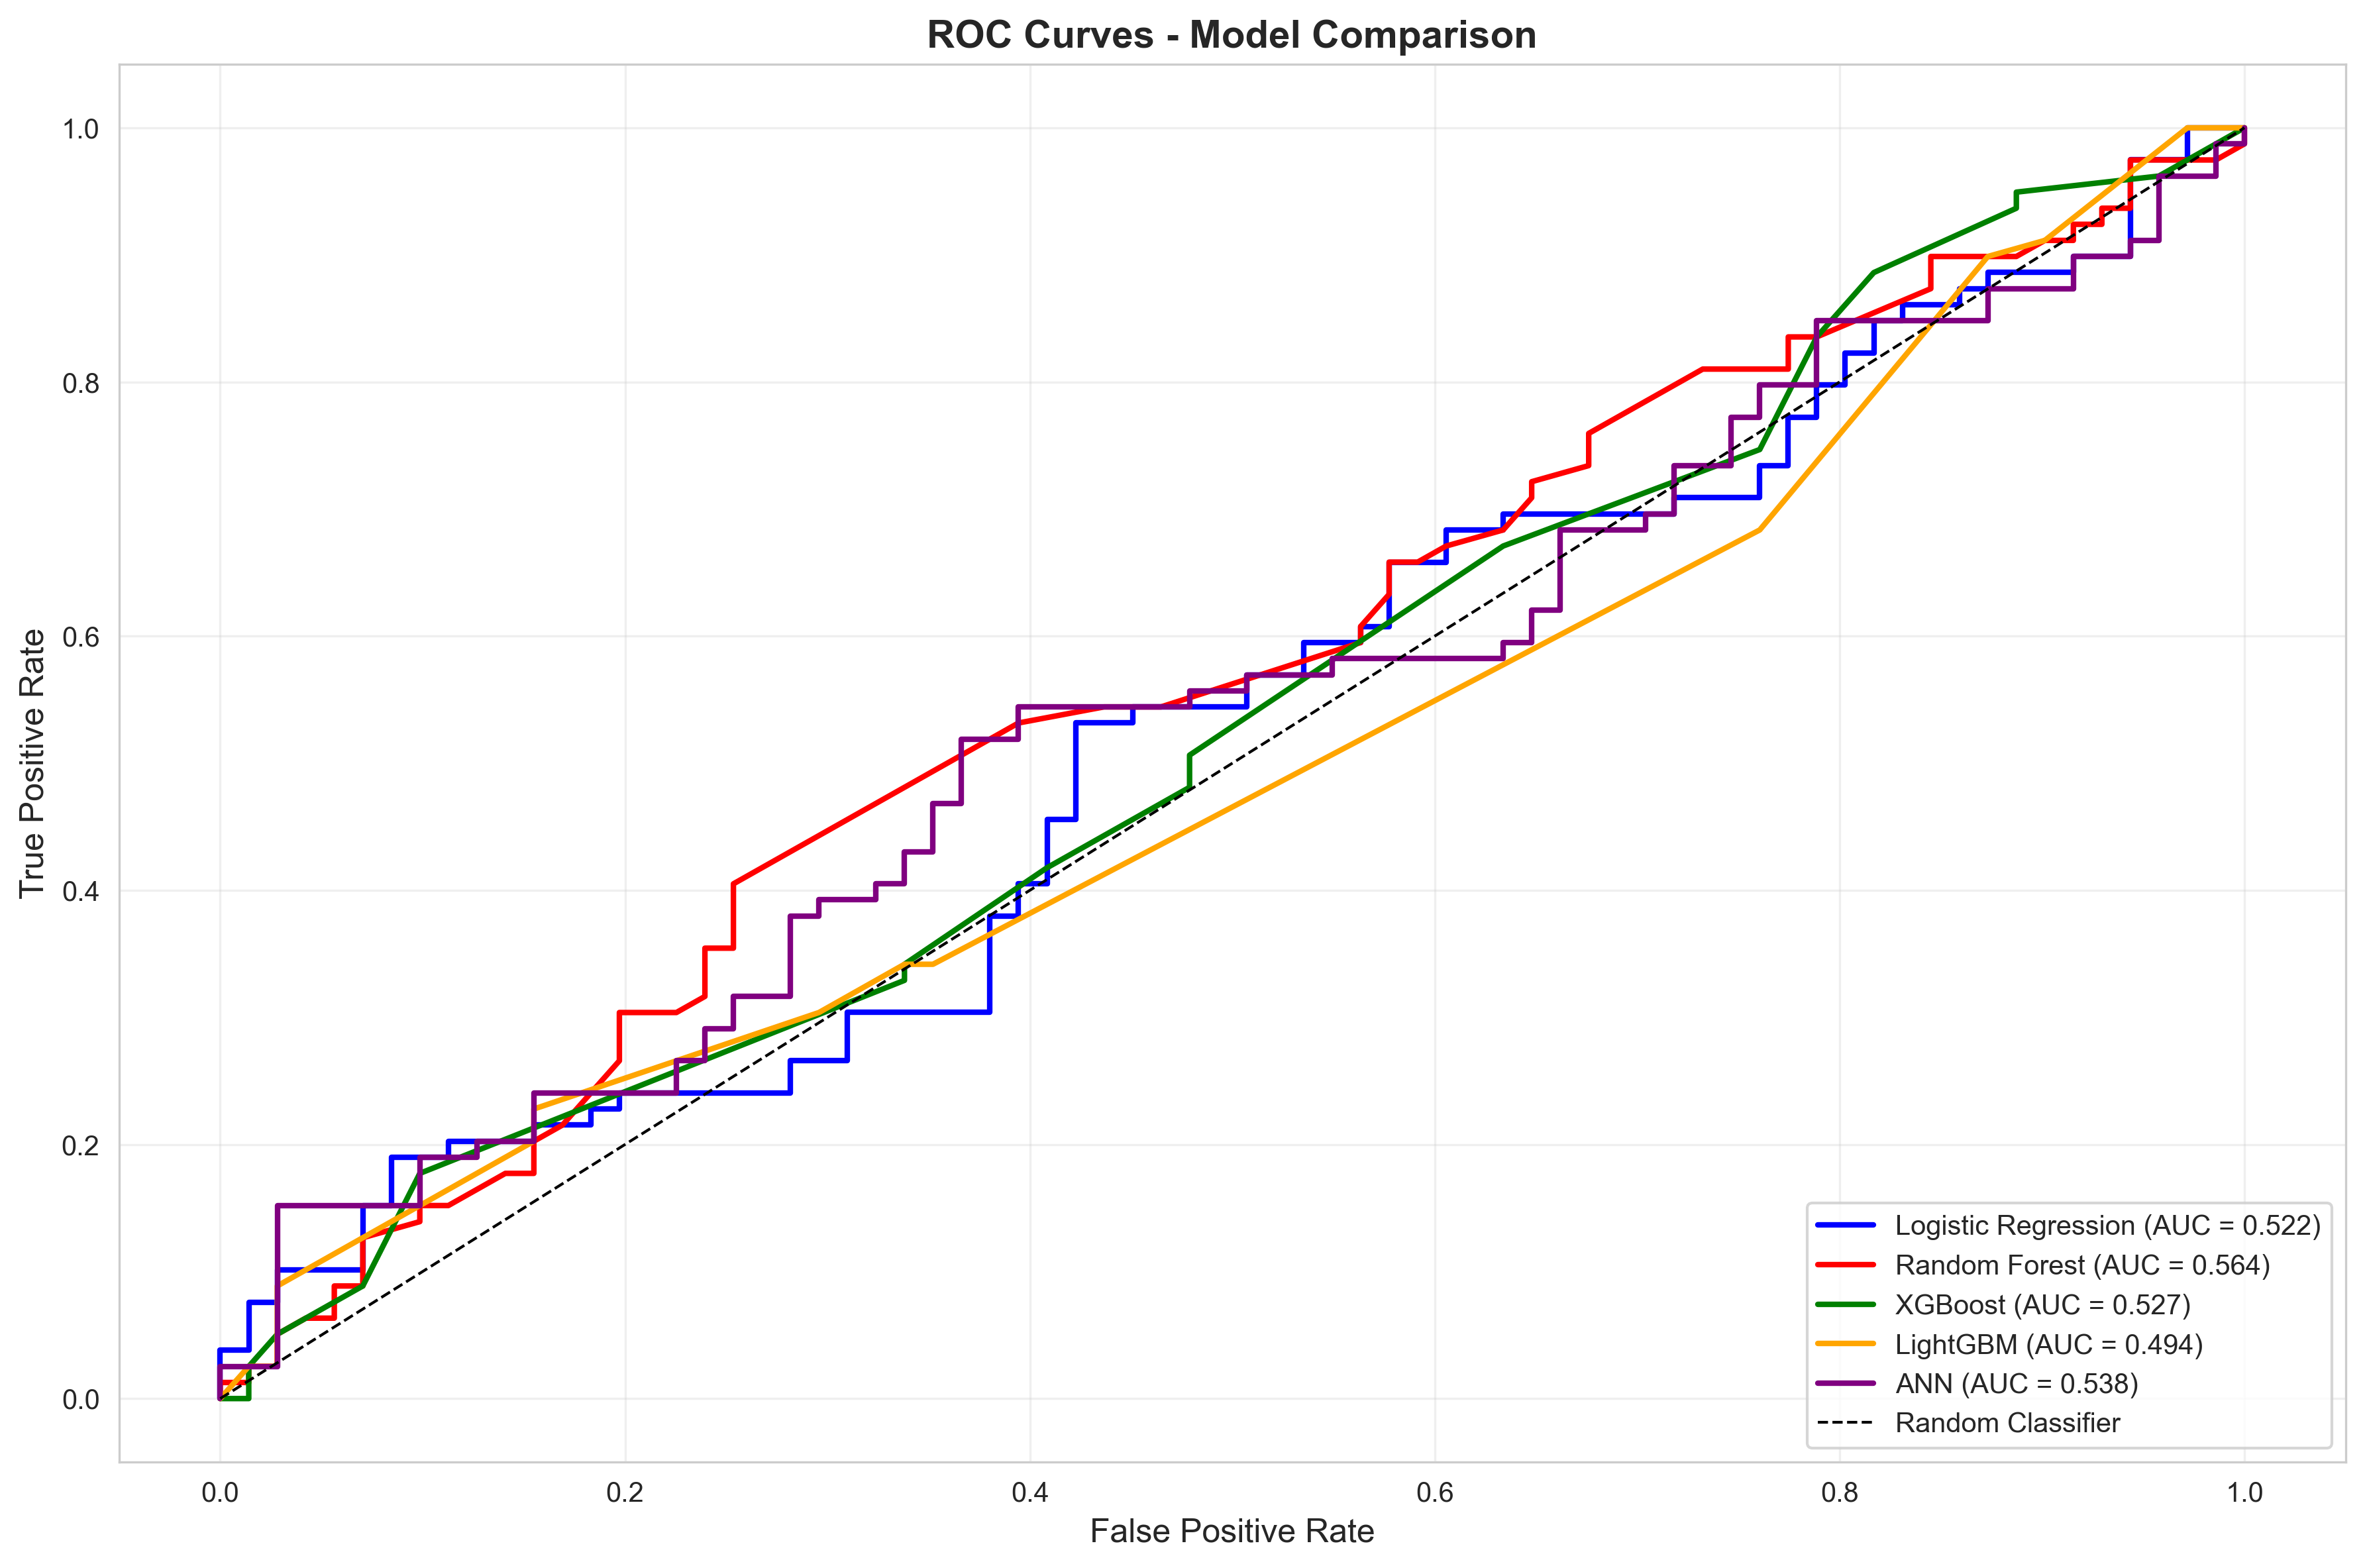 ROC Curves - Model Comparison
True Positive Rate
1.0
0.8
0.6
0.4
0.2
0.0
0.0 0.2 0.4 0.6 0.8 1.0
False Positive Rate
Logistic Regression (AUC = 0.522)
Random Forest (AUC = 0.564)
XGBoost (AUC = 0.527)
LightGBM (AUC = 0.494)
ANN (AUC = 0.538)
Random Classifier